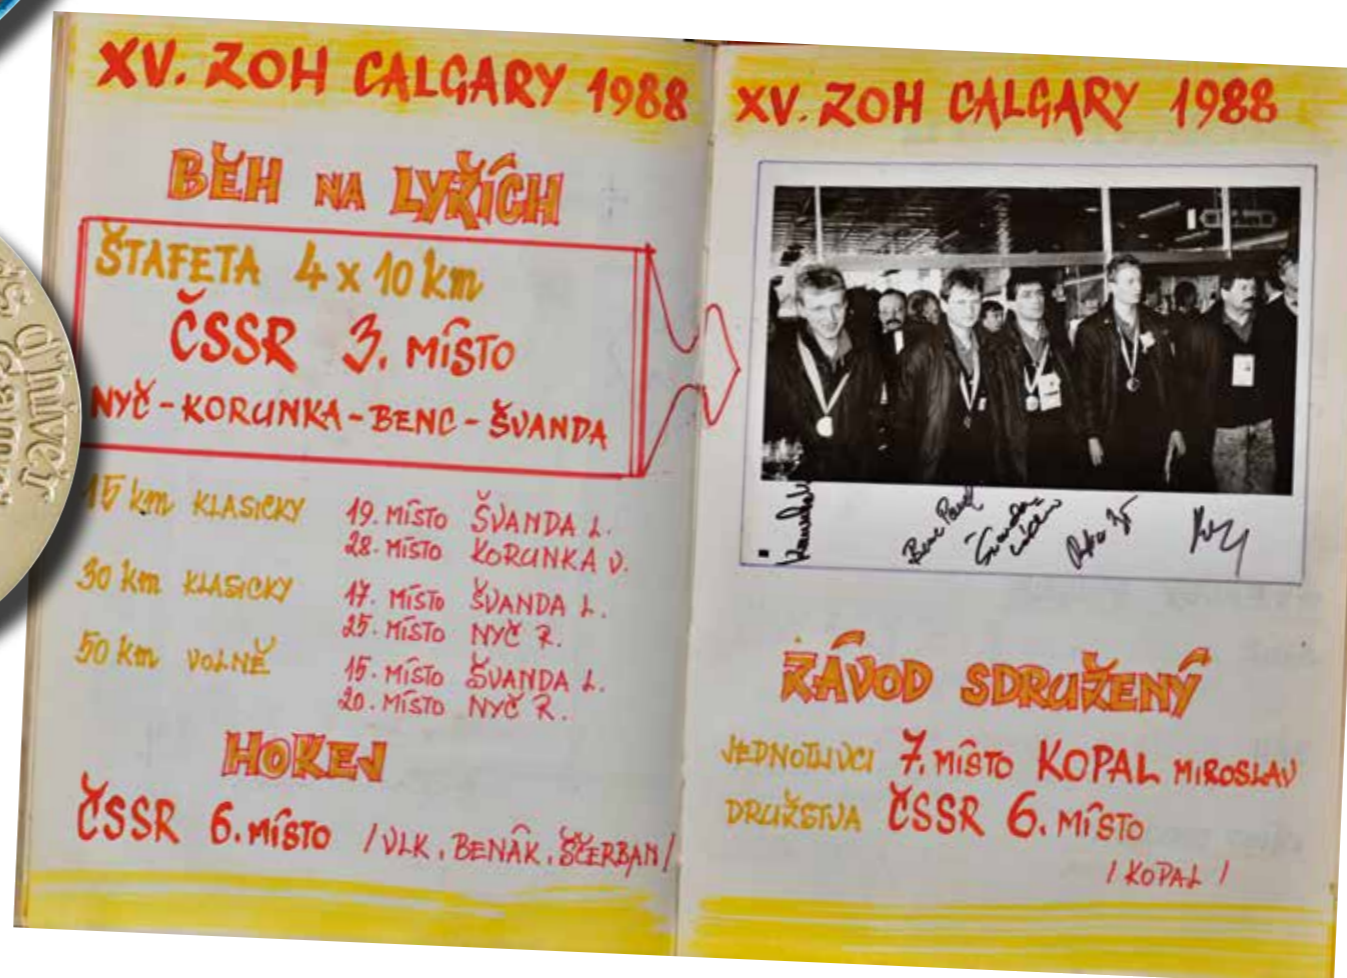 XV. ZOH CALGARY 1988
BĚH NA LYŽÍCH
ŠTAFETA 4 x 10 km
ČSSR 3. MÍSTO
NYČ - KORUNKA - BENC - ŠVANDA
15 km KLASICKY 19. MÍSTO ŠVANDA L.
28. MÍSTO KORUNKA V.
30 km KLASICKY 17. MÍSTO ŠVANDA L.
25. MÍSTO NYČ R.
50 km VOLNĚ 15. MÍSTO ŠVANDA L.
20. MÍSTO NYČ R.
HOKEJ
ČSSR 6. MÍSTO / VLK, BENÁK, ŠČERBAN /
XV. ZOH CALGARY 1988
Benc Pavel
ZÁVOD SDRUŽENÝ
JEDNOTLIVCI 7. MÍSTO KOPAL MIROSLAV
DRUŽSTVA ČSSR 6. MÍSTO
/ KOPAL /
d'hiver